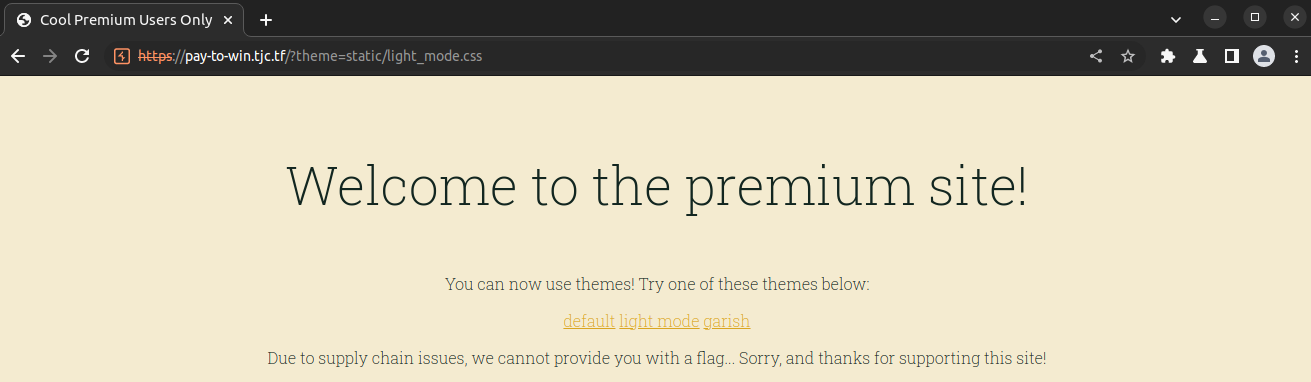 Cool Premium Users Only
https://pay-to-win.tjc.tf/?theme=static/light_mode.css
Welcome to the premium site!
You can now use themes! Try one of these themes below:
default light mode garish
Due to supply chain issues, we cannot provide you with a flag... Sorry, and thanks for supporting this site!